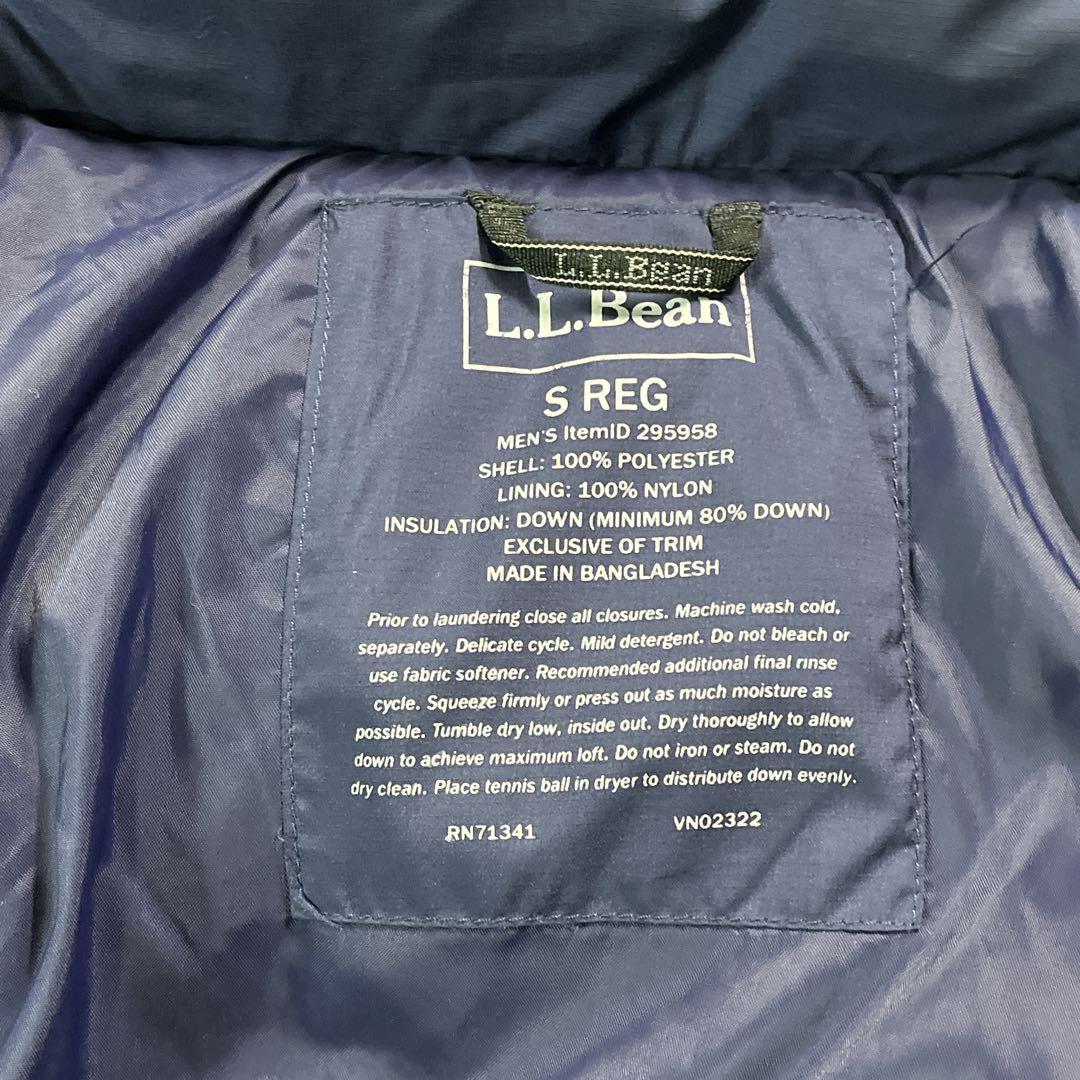 L.L.Bean
L.L.Bean
S REG
MEN'S ItemID 295958
SHELL: 100% POLYESTER
LINING: 100% NYLON
INSULATION: DOWN (MINIMUM 80% DOWN)
EXCLUSIVE OF TRIM
MADE IN BANGLADESH
Prior to laundering close all closures. Machine wash cold,
separately. Delicate cycle. Mild detergent. Do not bleach or
use fabric softener. Recommended additional final rinse
cycle. Squeeze firmly or press out as much moisture as
possible. Tumble dry low, inside out. Dry thoroughly to allow
down to achieve maximum loft. Do not iron or steam. Do not
dry clean. Place tennis ball in dryer to distribute down evenly.
RN71341 VN02322